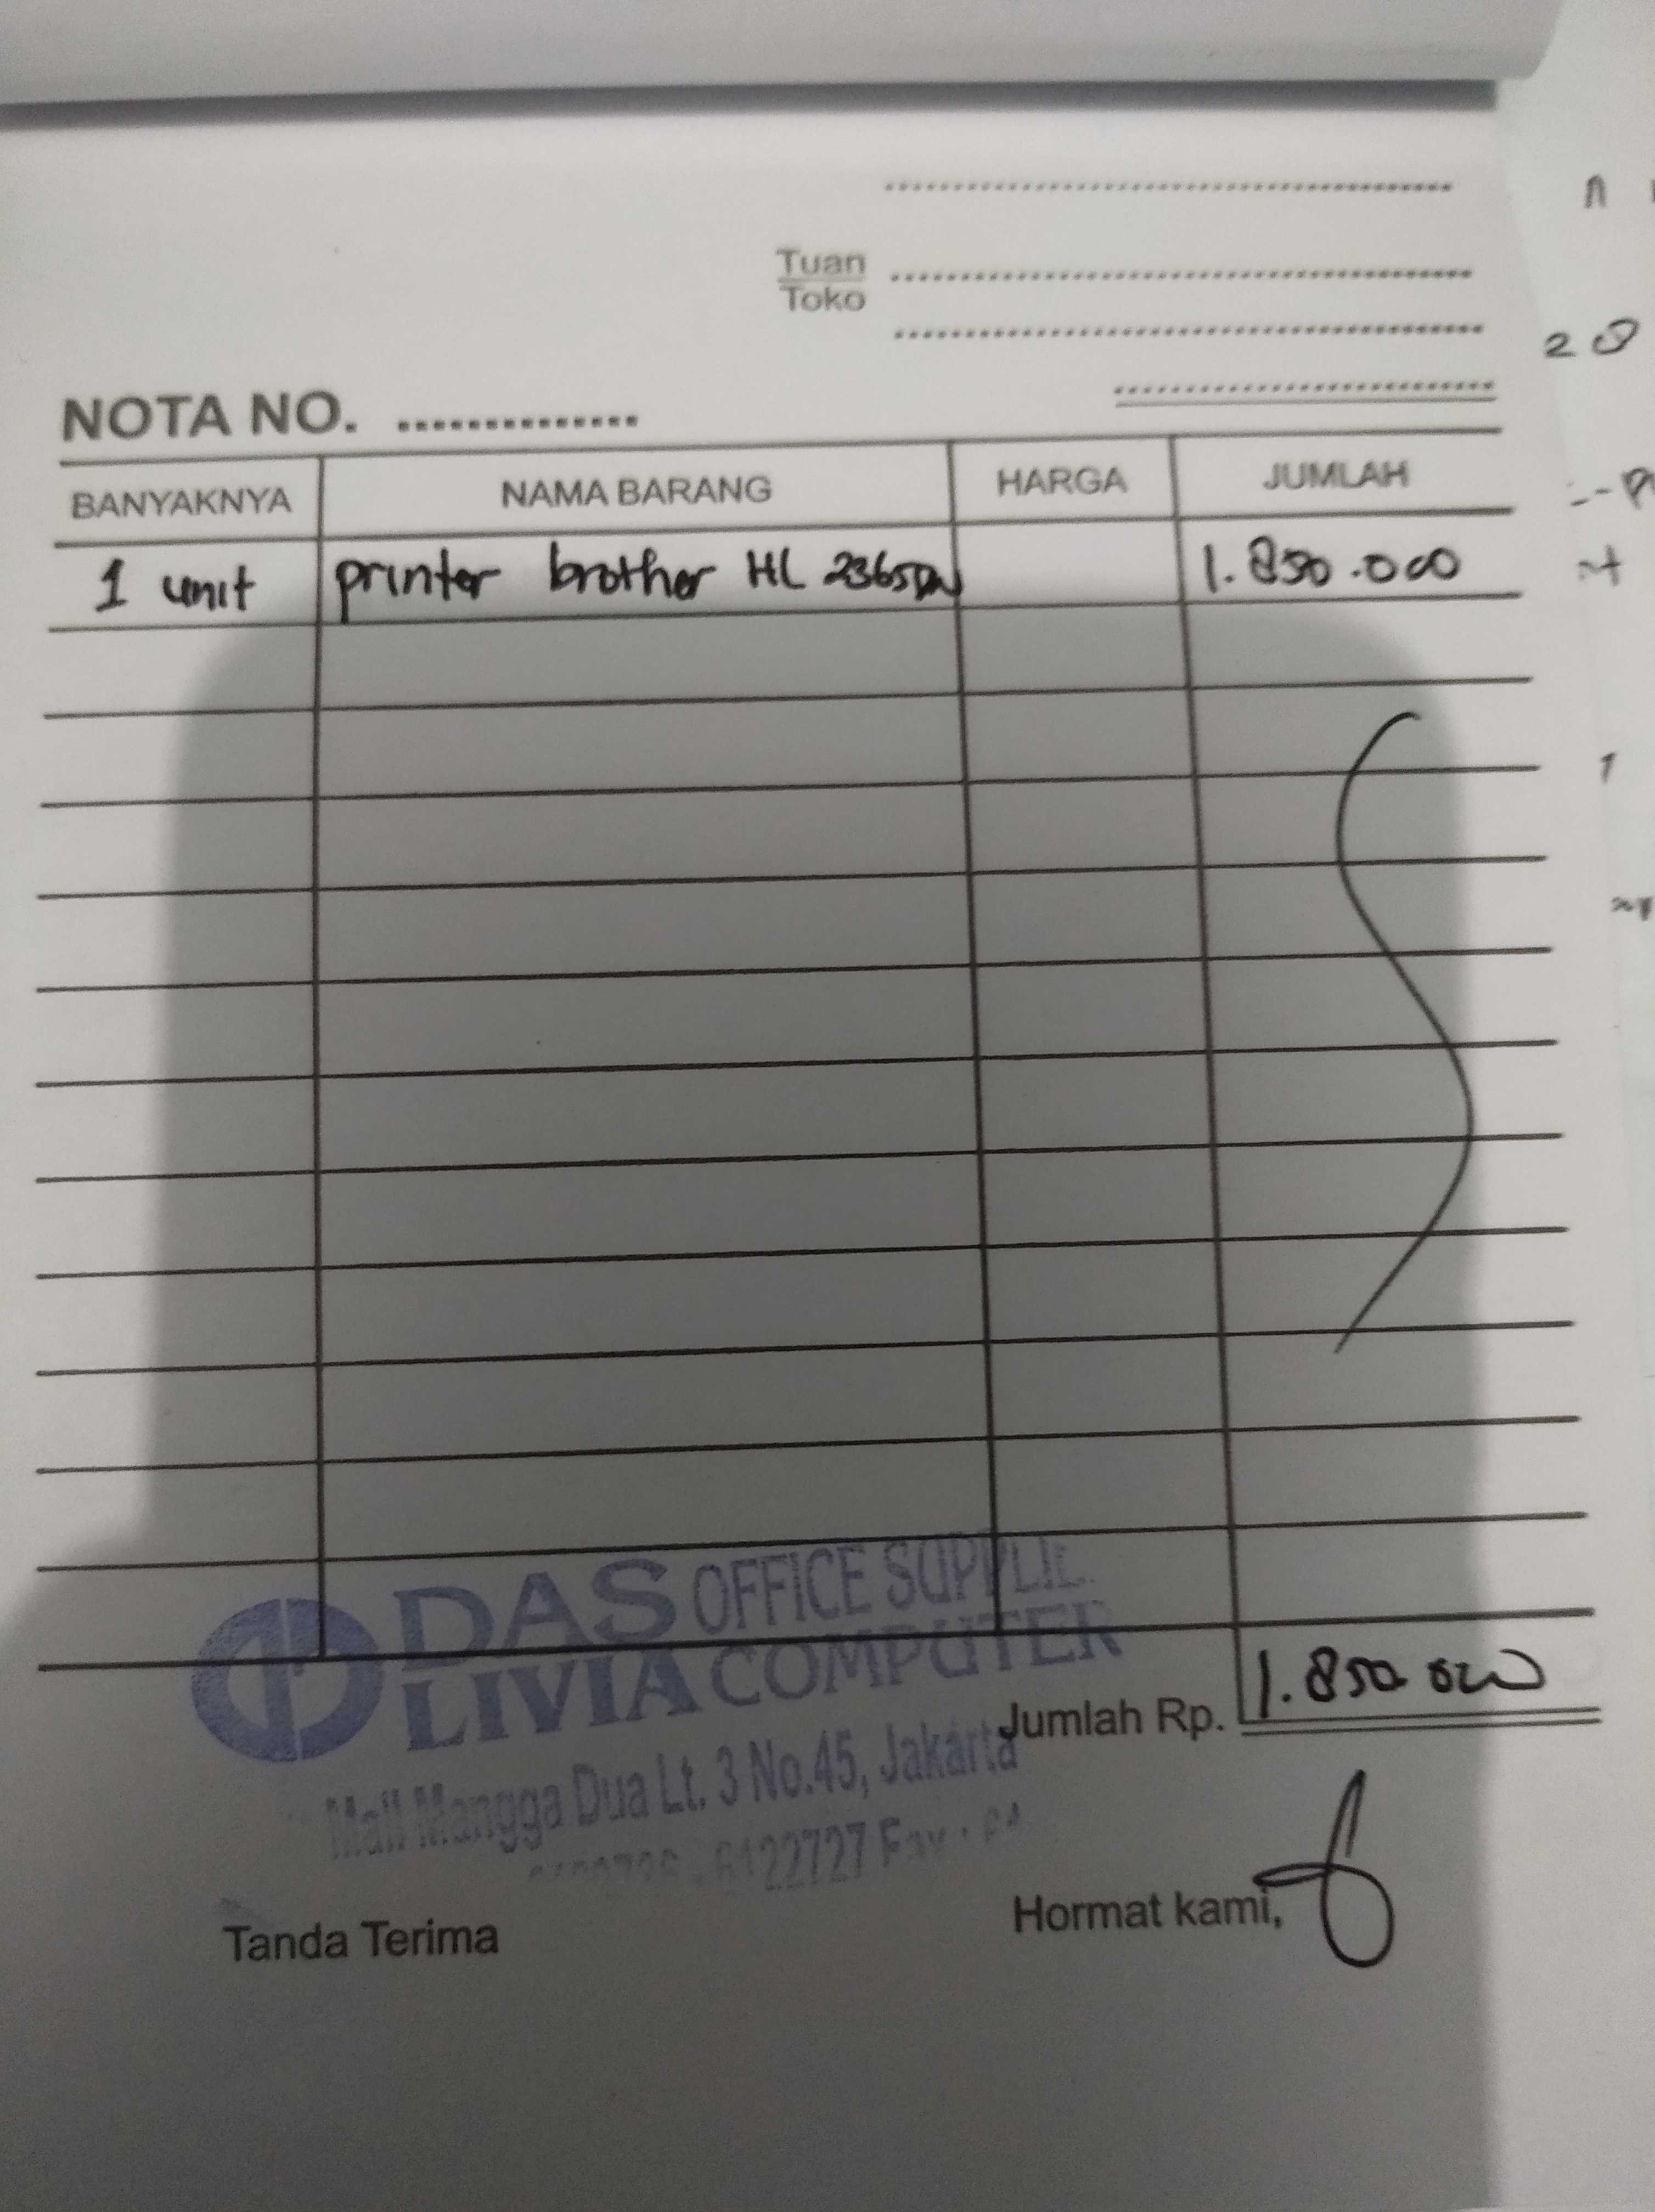 Tuan
Toko
NOTA NO.
BANYAKNYA NAMA BARANG HARGA JUMLAH
1 unit printer brother HL 2365DW 1.850.000
DAS OFFICE
LIVIA COMPUTER
Jumlah Rp. 1.850.000
Mall Mangga Dua Lt. 3 No.45, Jakarta
6122727 Fax
Tanda Terima Hormat kami,